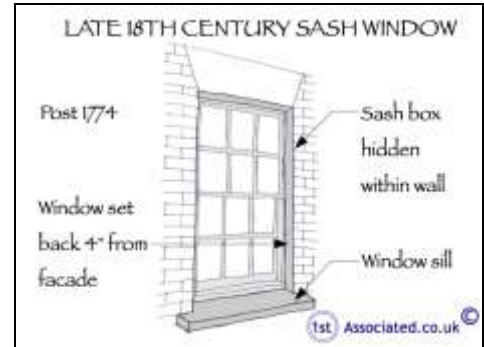 LATE 18TH CENTURY SASH WINDOW
Post 1774
Sash box
hidden
within wall
Window set
back 4" from
facade
Window sill
1st Associated.co.uk ©